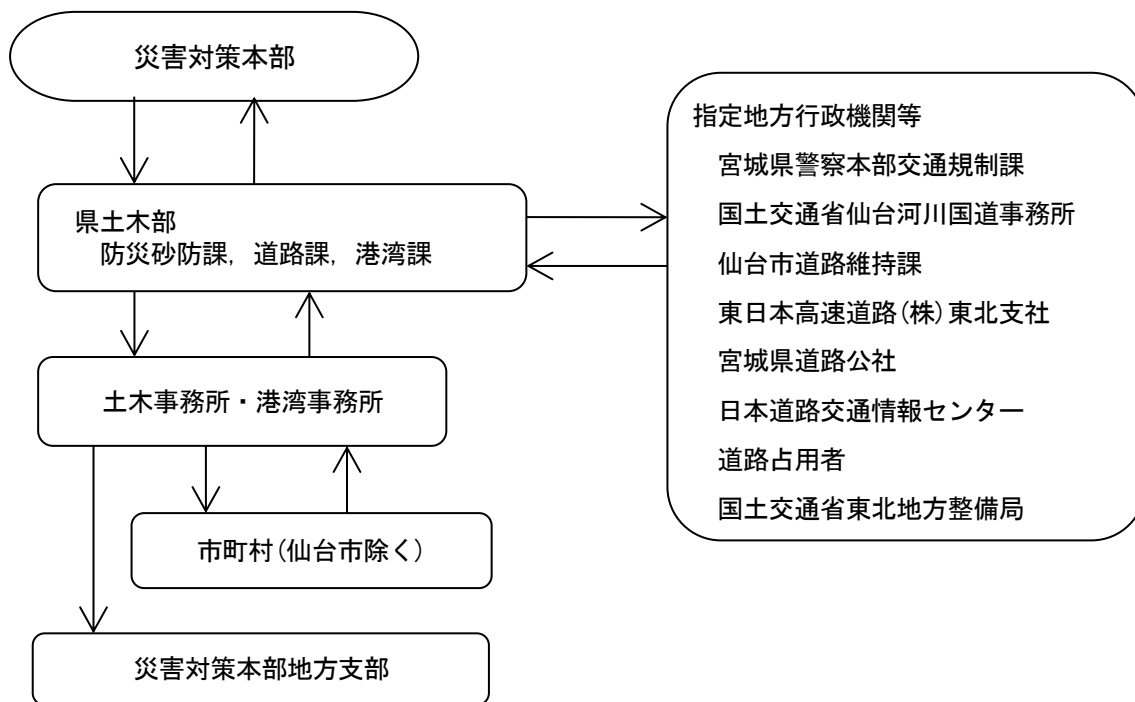 災害対策本部
県土木部
防災砂防課，道路課，港湾課
土木事務所・港湾事務所
市町村(仙台市除く)
災害対策本部地方支部
指定地方行政機関等
宮城県警察本部交通規制課
国土交通省仙台河川国道事務所
仙台市道路維持課
東日本高速道路(株)東北支社
宮城県道路公社
日本道路交通情報センター
道路占用者
国土交通省東北地方整備局